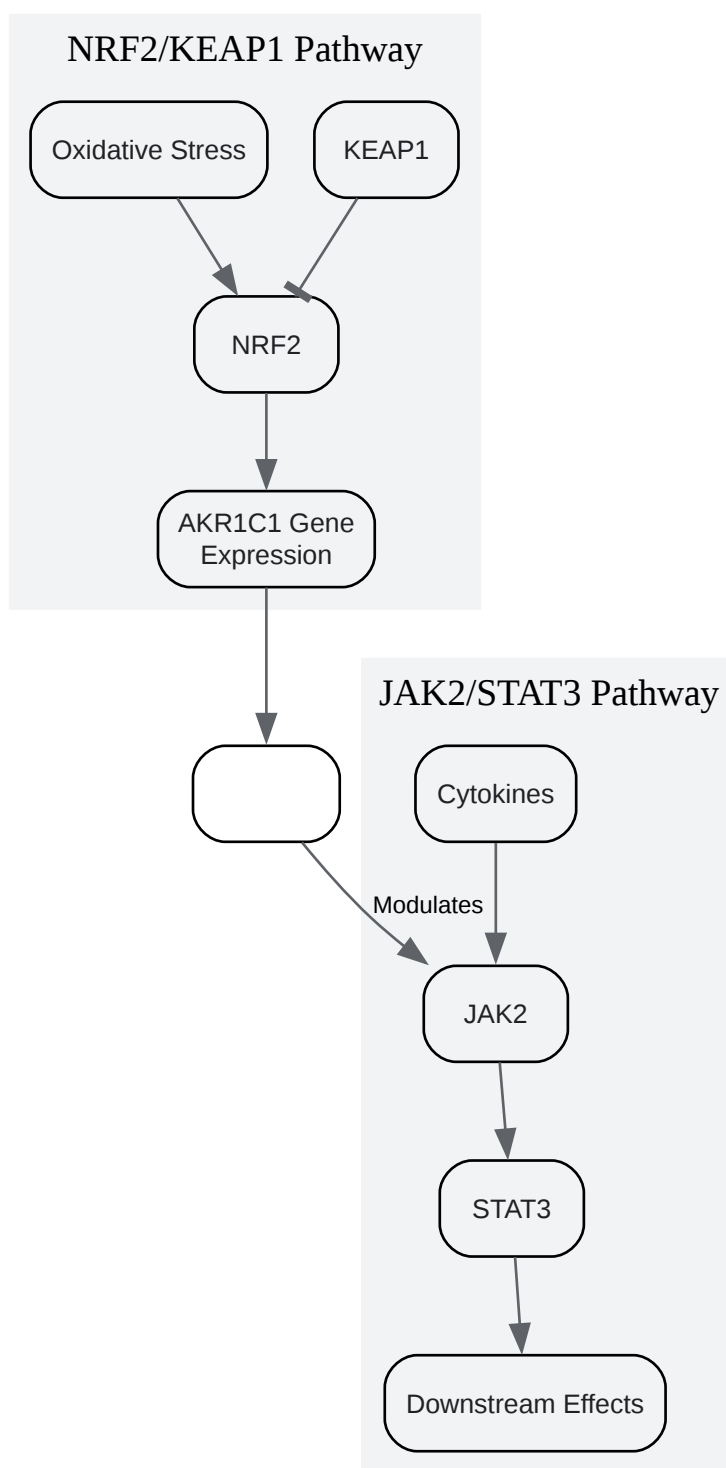 NRF2/KEAP1 Pathway
Oxidative Stress
KEAP1
NRF2
AKR1C1 Gene
Expression
JAK2/STAT3 Pathway
Cytokines
Modulates
JAK2
STAT3
Downstream Effects